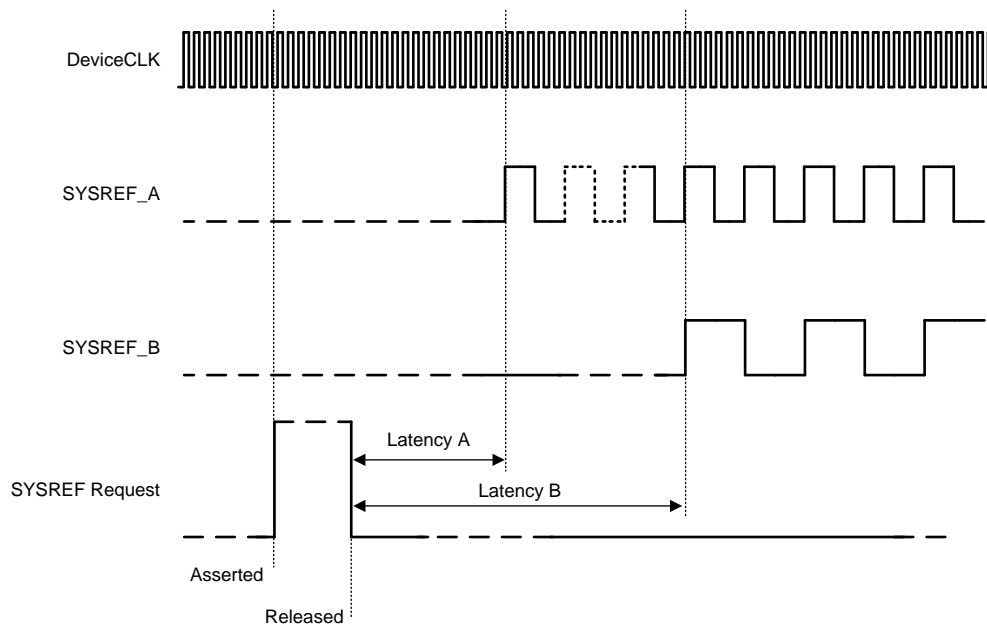 DeviceCLK
SYSREF_A
SYSREF_B
Latency A
SYSREF Request
Latency B
Asserted
Released